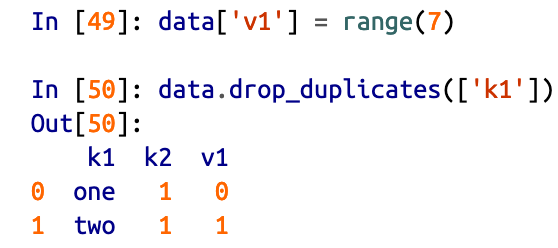 In [49]: data['v1'] = range(7)
In [50]: data.drop_duplicates(['k1'])
Out[50]:
k1 k2 v1
0 one 1 0
1 two 1 1